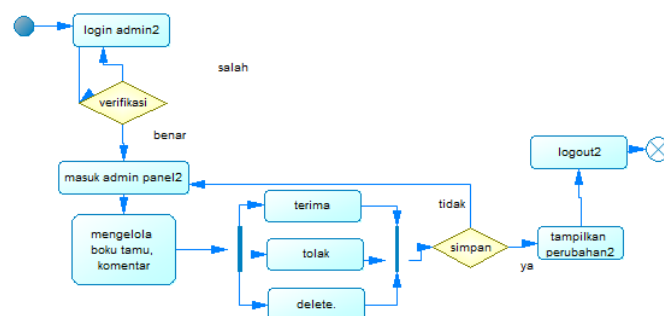 login admin2
salah
verifikasi
benar
masuk admin panel2
mengelola
boku tamu,
komentar
terima
tolak
delete.
tidak
simpan
ya
tampilkan
perubahan2
logout2